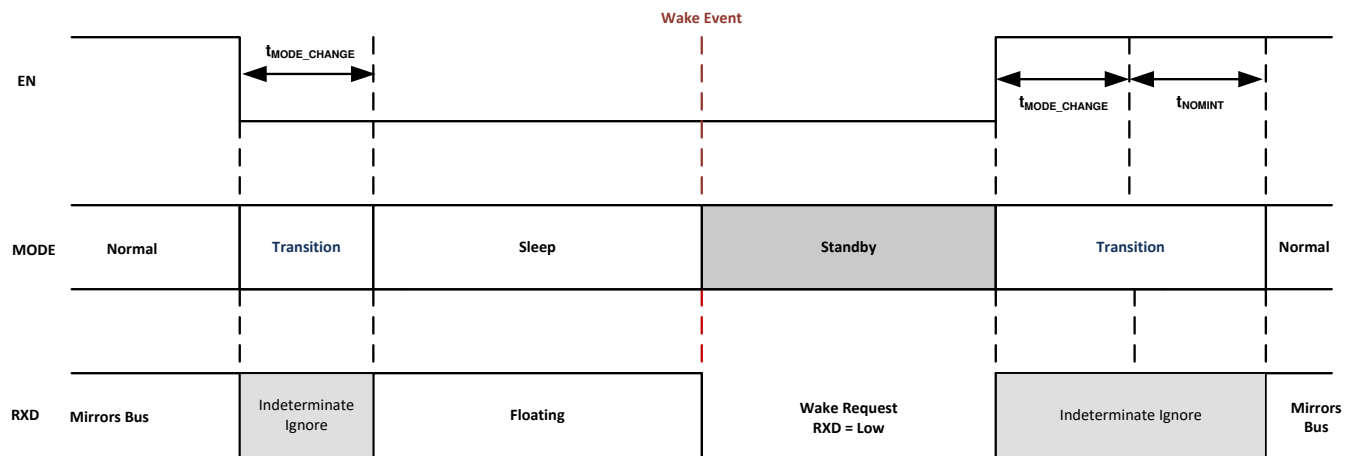 Wake Event
tMODE_CHANGE
EN
tMODE_CHANGE
tNOMINT
MODE
Normal
Transition
Sleep
Standby
Transition
Normal
RXD
Mirrors Bus
Indeterminate
Ignore
Floating
Wake Request
RXD = Low
Indeterminate Ignore
Mirrors
Bus